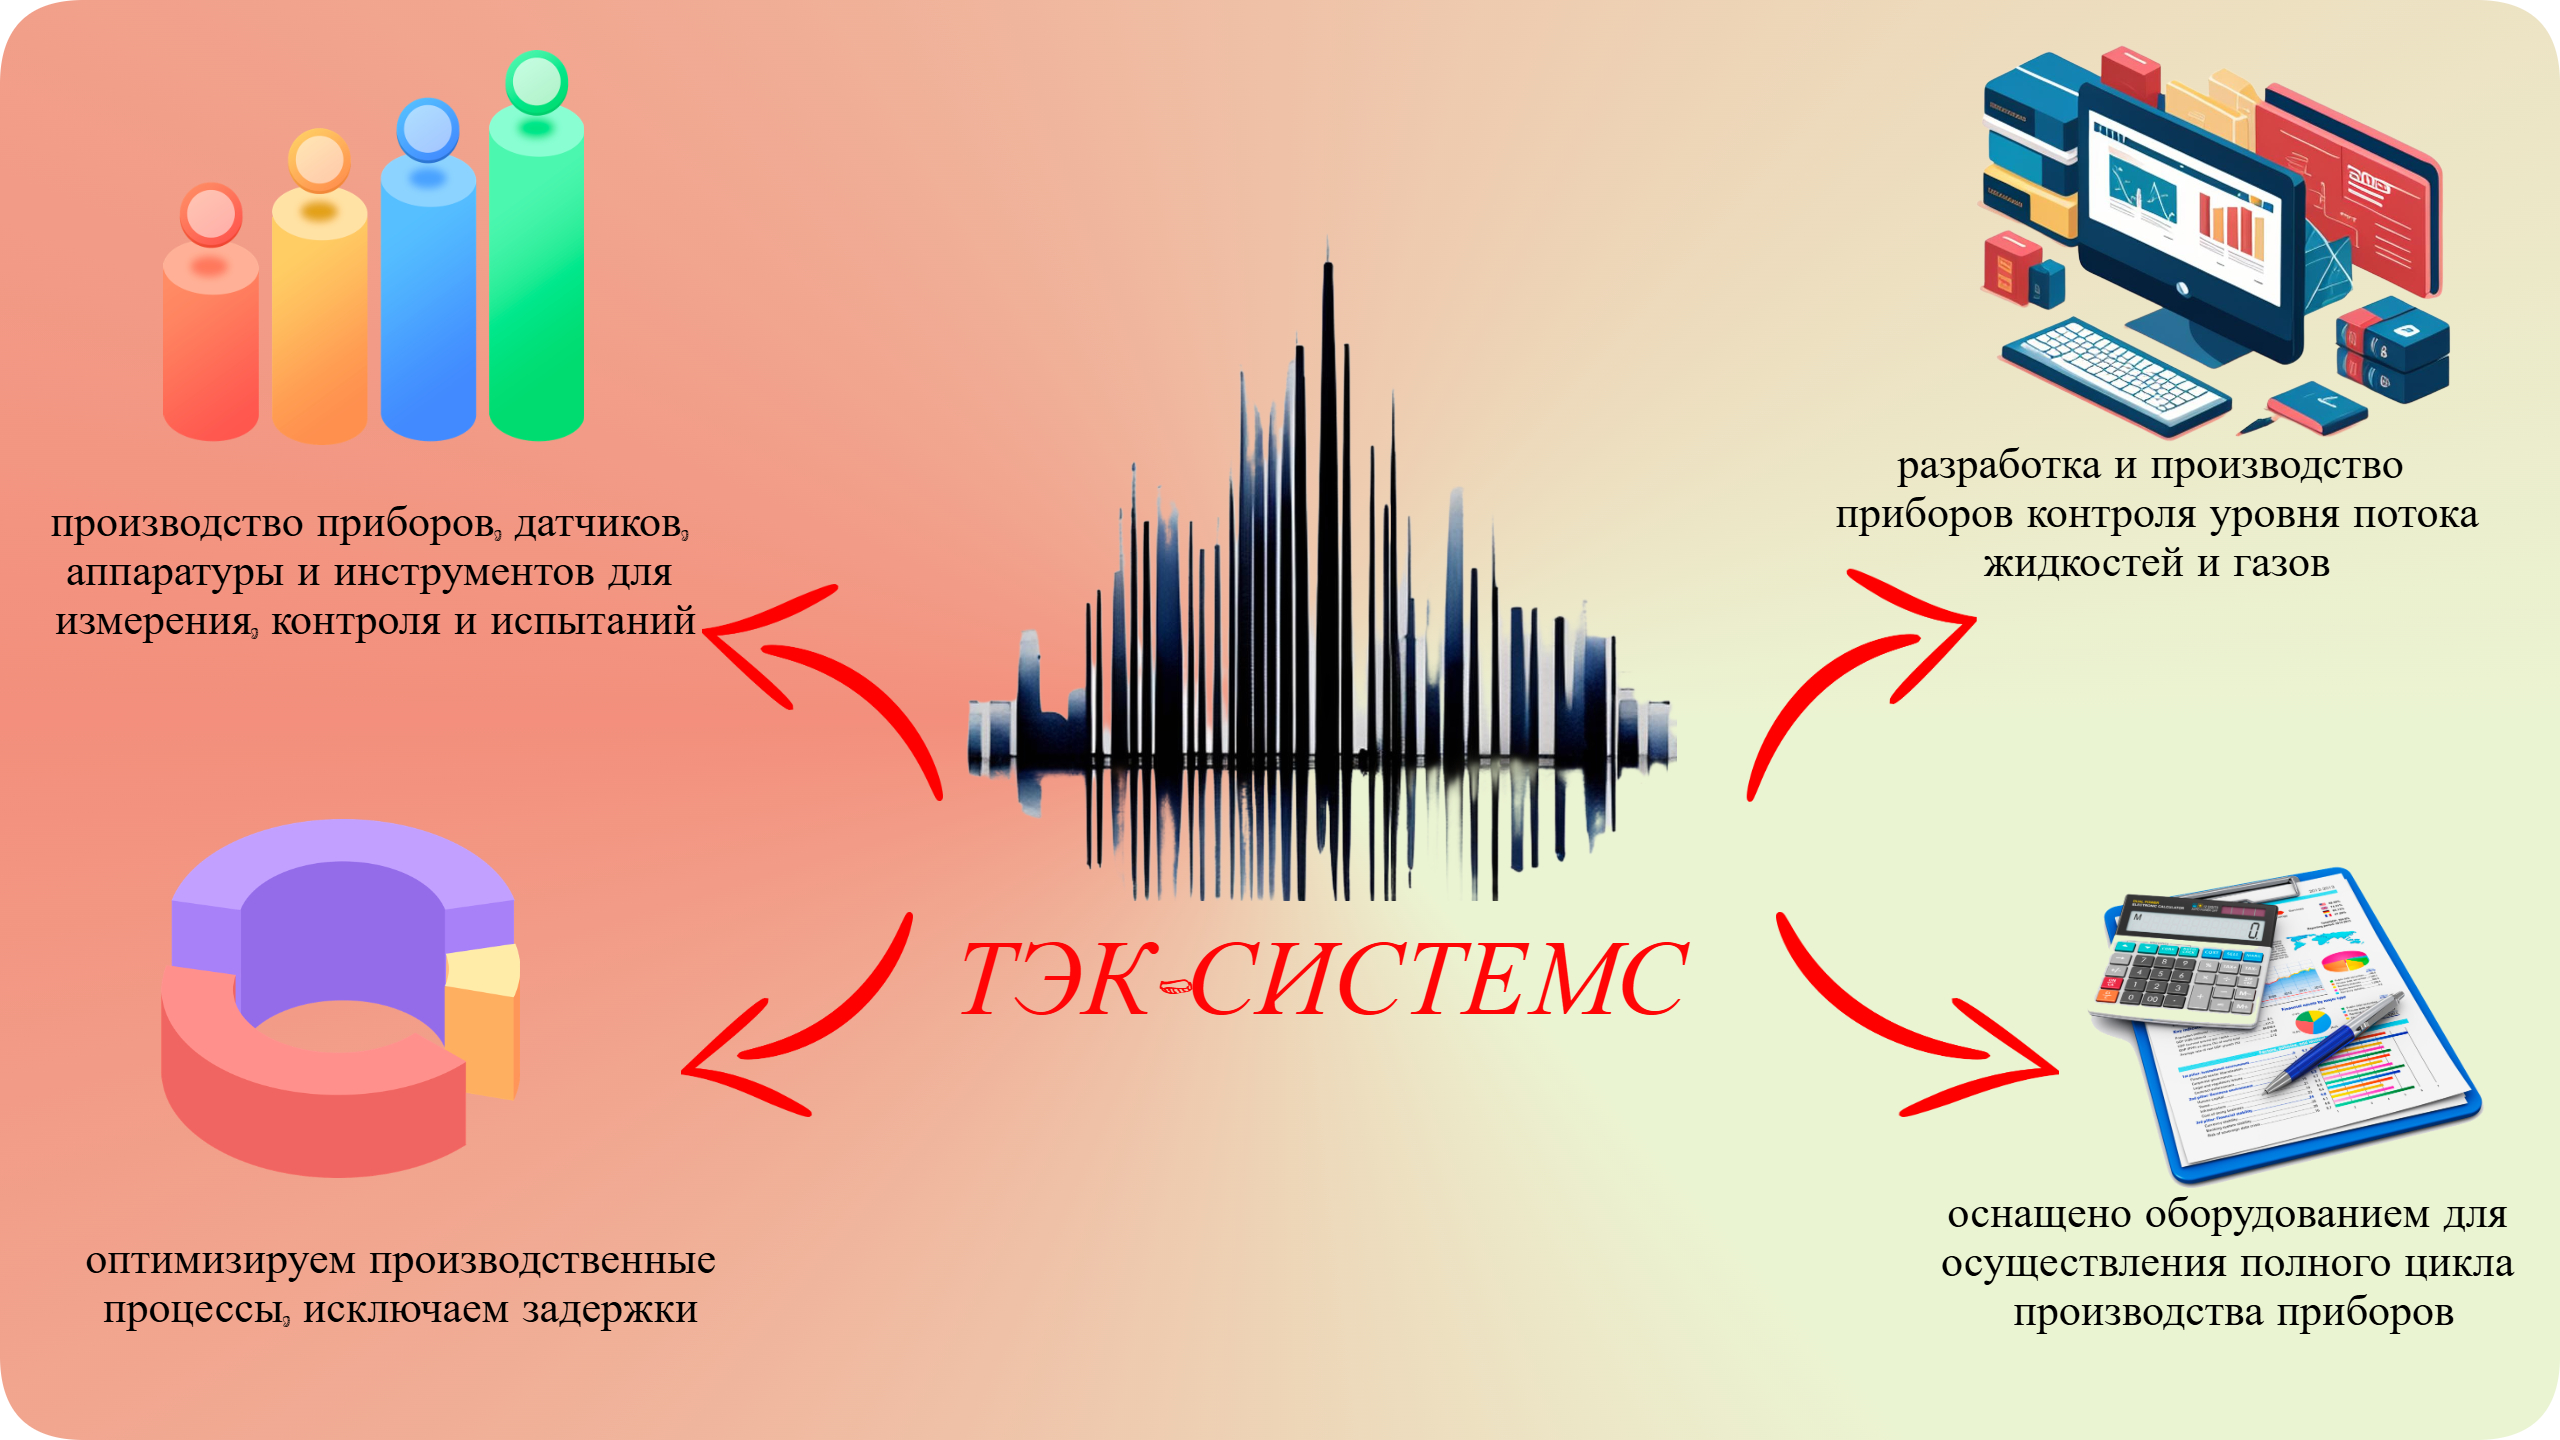 производство приборов, датчиков,
аппаратуры и инструментов для
измерения, контроля и испытаний
разработка и производство
приборов контроля уровня потока
жидкостей и газов
ТЭК-СИСТЕМС
оптимизируем производственные
процессы, исключаем задержки
оснащено оборудованием для
осуществления полного цикла
производства приборов